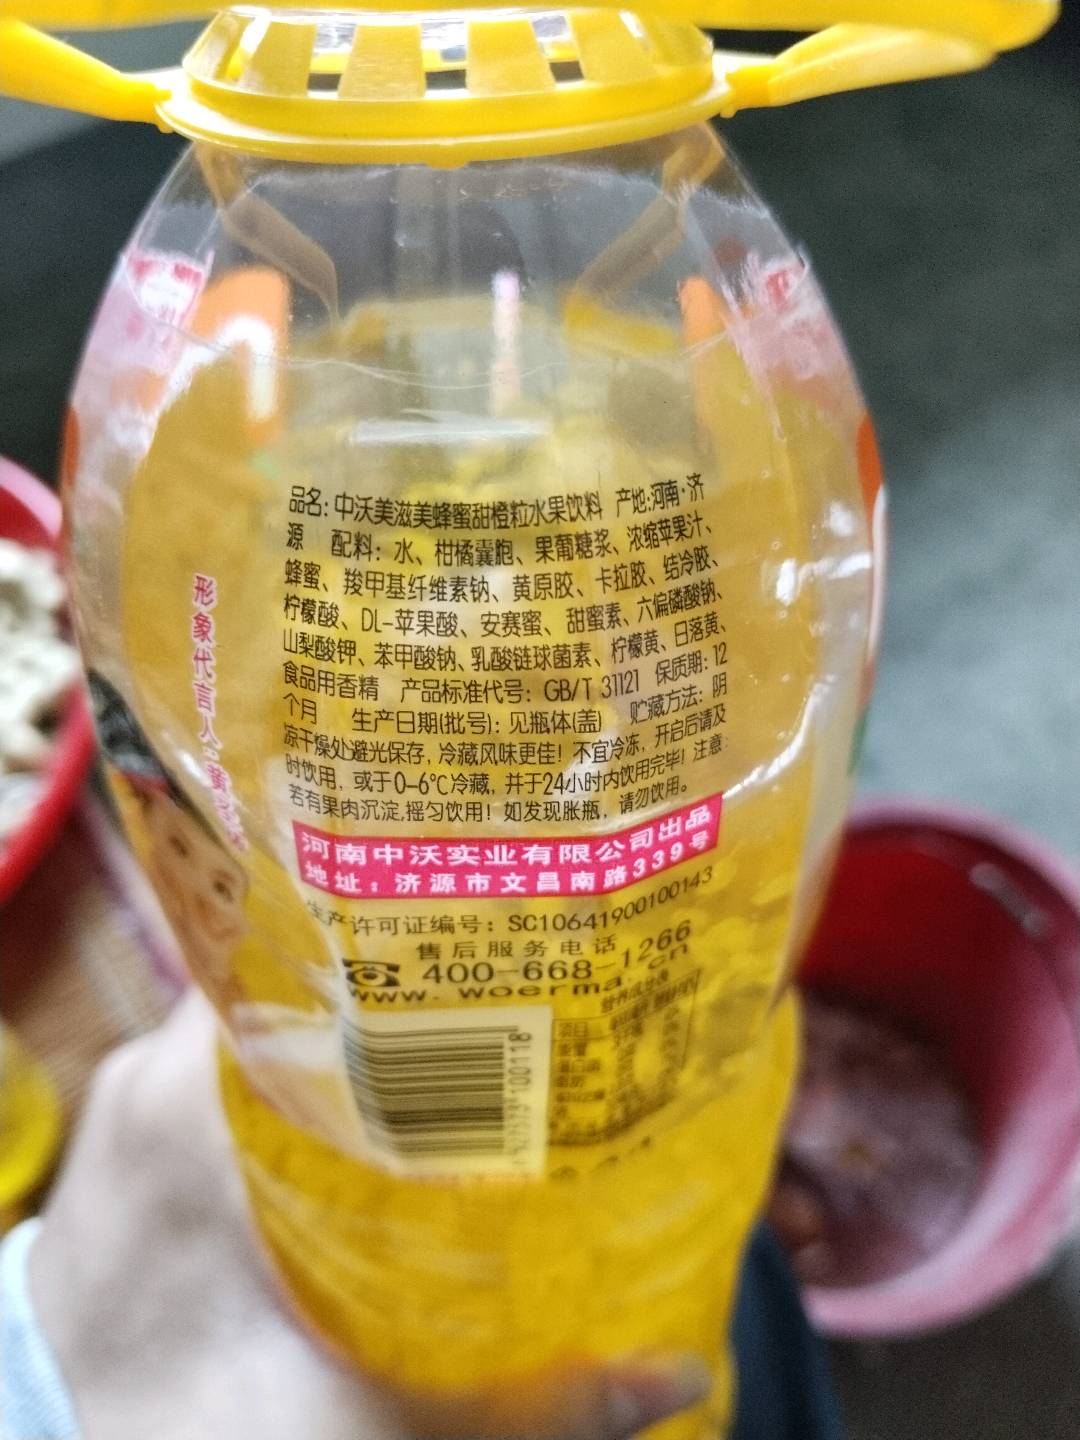 品名: 中沃美滋美蜂蜜甜橙粒水果饮料 产地:河南·济
源 配料: 水、柑橘囊胞、果葡糖浆、浓缩苹果汁、
蜂蜜、羧甲基纤维素钠、黄原胶、卡拉胶、结冷胶、
柠檬酸、DL-苹果酸、安赛蜜、甜蜜素、六偏磷酸钠、
山梨酸钾、苯甲酸钠、乳酸链球菌素、柠檬黄、日落黄、
食品用香精 产品标准代号: GB/T 31121 保质期: 12
个月 生产日期(批号): 见瓶体(盖) 贮藏方法: 阴
凉干燥处避光保存, 冷藏风味更佳! 不宜冷冻, 开启后请及
时饮用, 或于0-6℃冷藏, 并于24小时内饮用完毕! 注意:
若有果肉沉淀,摇匀饮用! 如发现胀瓶, 请勿饮用。
河南中沃实业有限公司出品
地址: 济源市文昌南路339号
生产许可证编号: SC10641900100143
售后服务电话
400-668-1266
www.woerma.cn
形象代言人:黄
营养成分表
项目